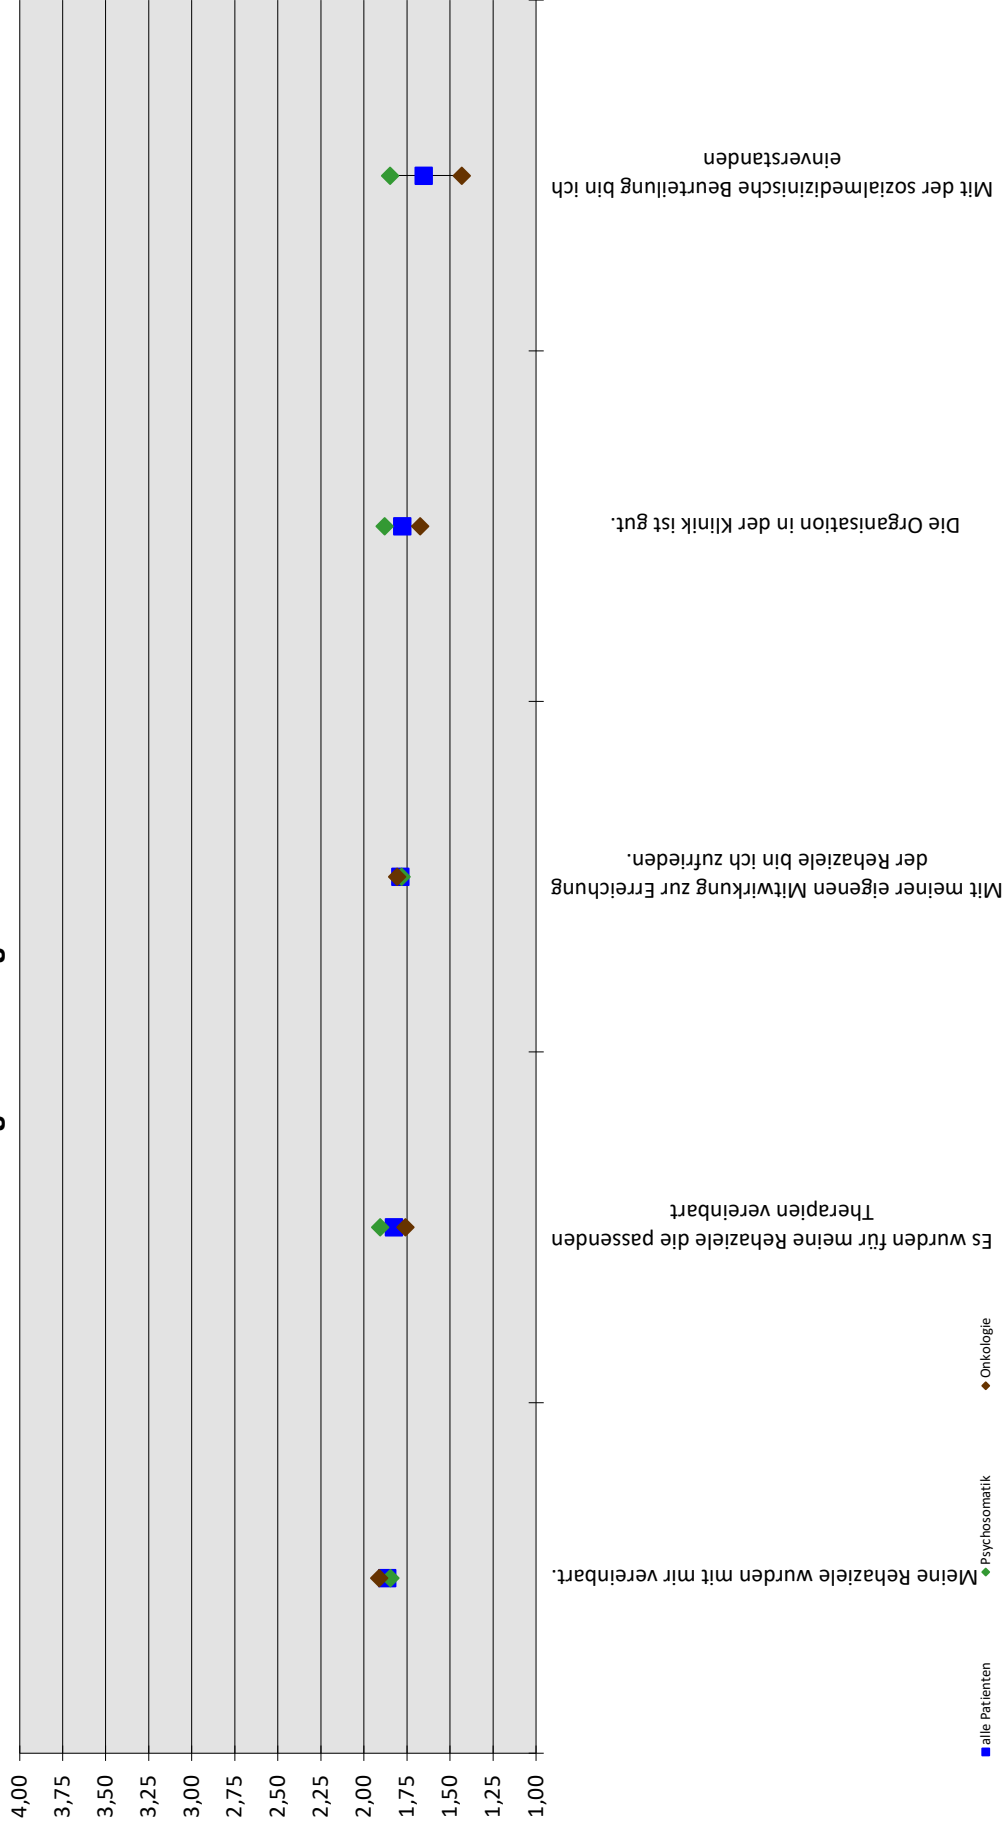 4,00
3,75
3,50
3,25
3,00
2,75
2,50
2,25
2,00
1,75
1,50
1,25
1,00
Meine Rehaziele wurden mit mir vereinbart.
Es wurden für meine Rehaziele die passenden
Therapien vereinbart
Mit meiner eigenen Mitwirkung zur Erreichung
der Rehaziele bin ich zufrieden.
Die Organisation in der Klinik ist gut.
Mit der sozialmedizinische Beurteilung bin ich
einverstanden
alle Patienten
Psychosomatik
Onkologie